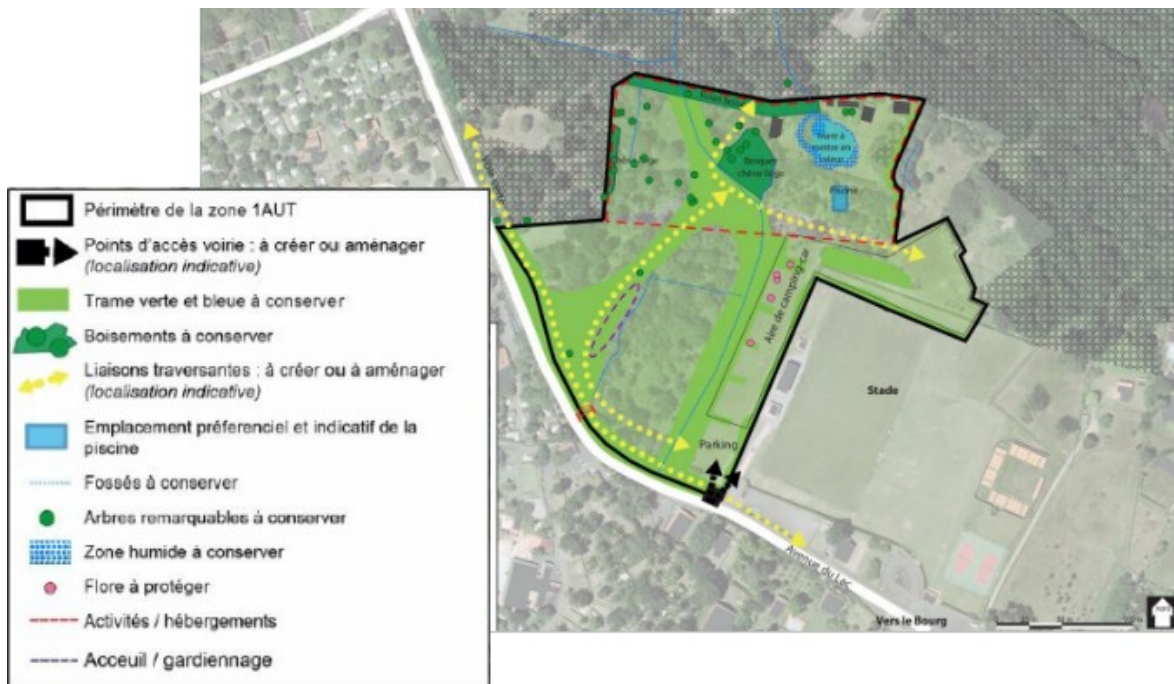 Périmètre de la zone 1AUT
Points d'accès voirie : à créer ou aménager
(localisation indicative)
Trame verte et bleue à conserver
Boisements à conserver
Liaisons traversantes : à créer ou à aménager
(localisation indicative)
Emplacement préferenciel et indicatif de la
piscine
Fossés à conserver
Arbres remarquables à conserver
Zone humide à conserver
Flore à protéger
Activités / hébergements
Acceuil / gardiennage
Mare à
mettre en
valeur
Bosquet
chêne-liège
Piscine
Aire de camping-car
Stade
Parking
Avenue du Lac
Vers le Bourg